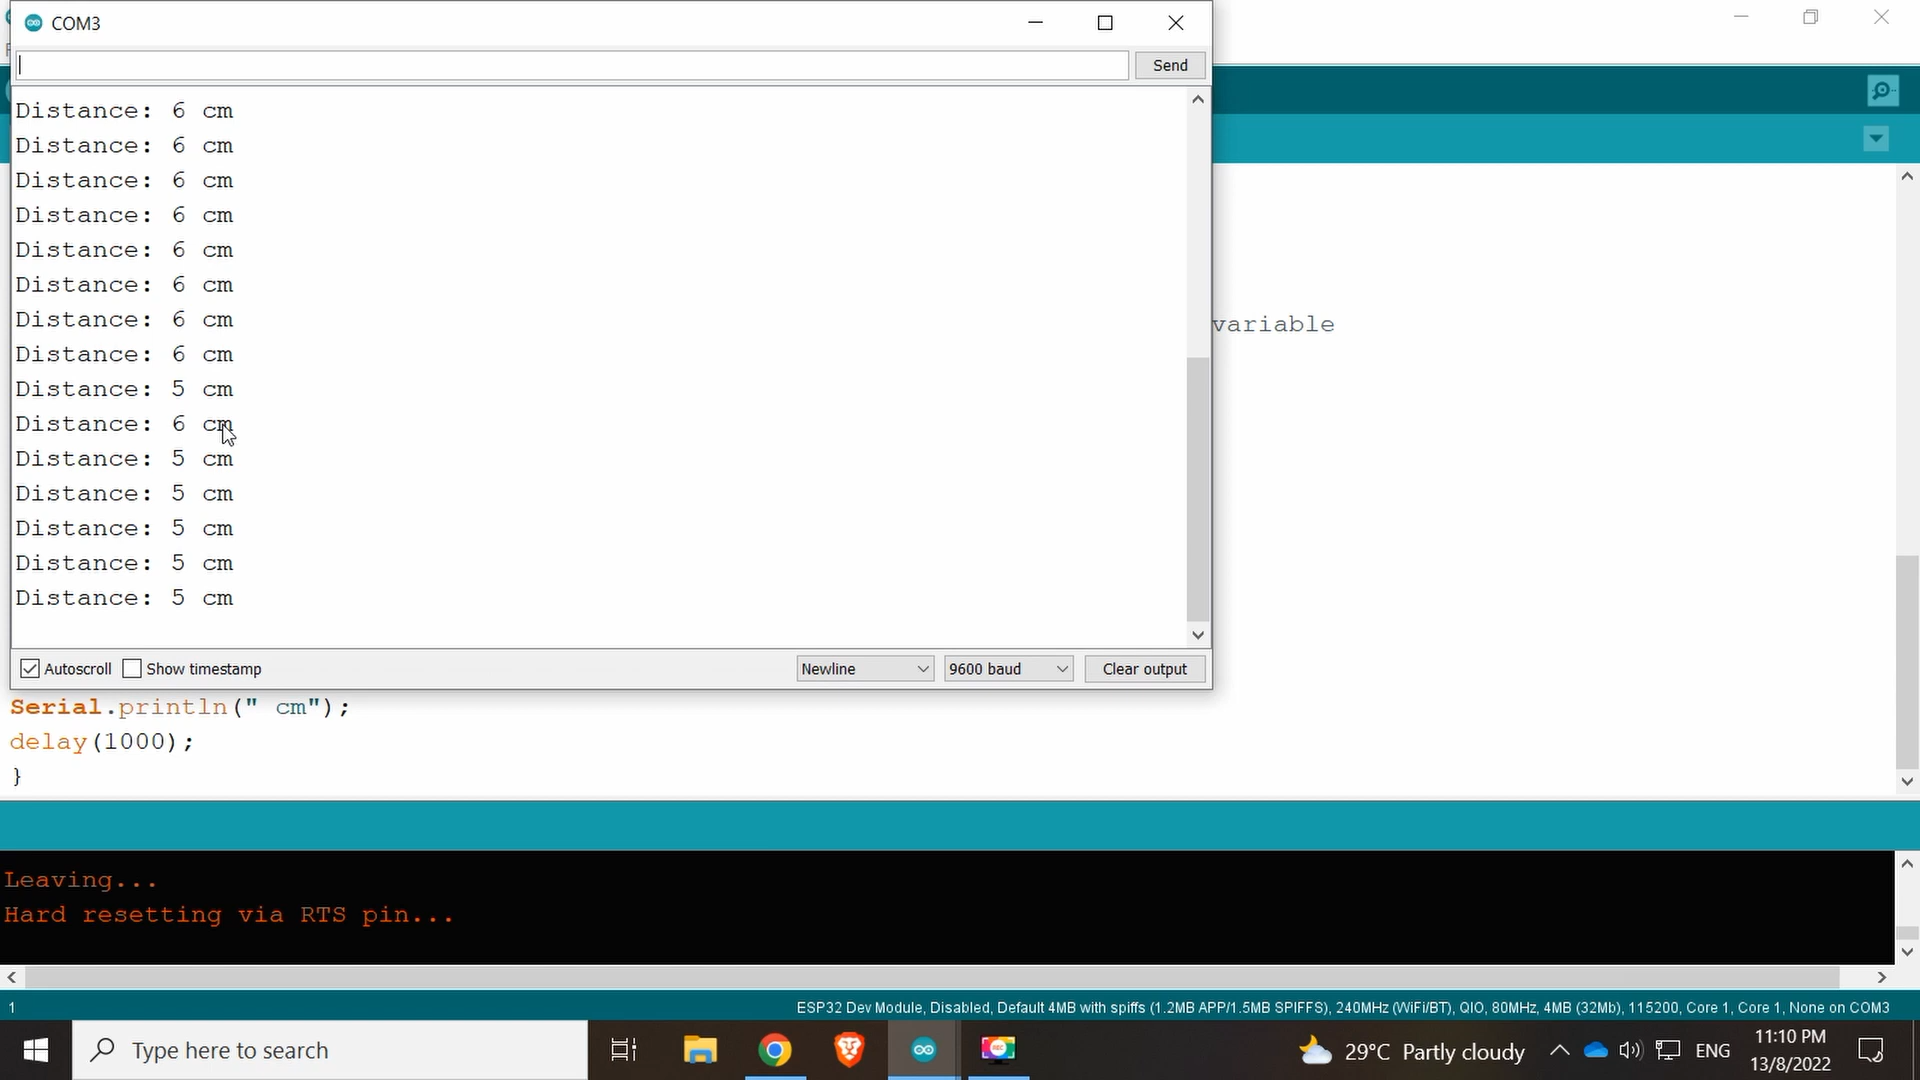 COM3
Send
Distance: 6 cm
Distance: 6 cm
Distance: 6 cm
Distance: 6 cm
Distance: 6 cm
Distance: 6 cm
Distance: 6 cm
Distance: 6 cm
Distance: 5 cm
Distance: 6 cm
Distance: 5 cm
Distance: 5 cm
Distance: 5 cm
Distance: 5 cm
Distance: 5 cm
variable
Autoscroll Show timestamp Newline 9600 baud Clear output
Serial.println(" cm");
delay(1000);
}
Leaving...
Hard resetting via RTS pin...
1 ESP32 Dev Module, Disabled, Default 4MB with spiffs (1.2MB APP/1.5MB SPIFFS), 240MHz (WiFi/BT), QIO, 80MHz, 4MB (32Mb), 115200, Core 1, Core 1, None on COM3
Type here to search
29°C Partly cloudy
ENG
11:10 PM
13/8/2022